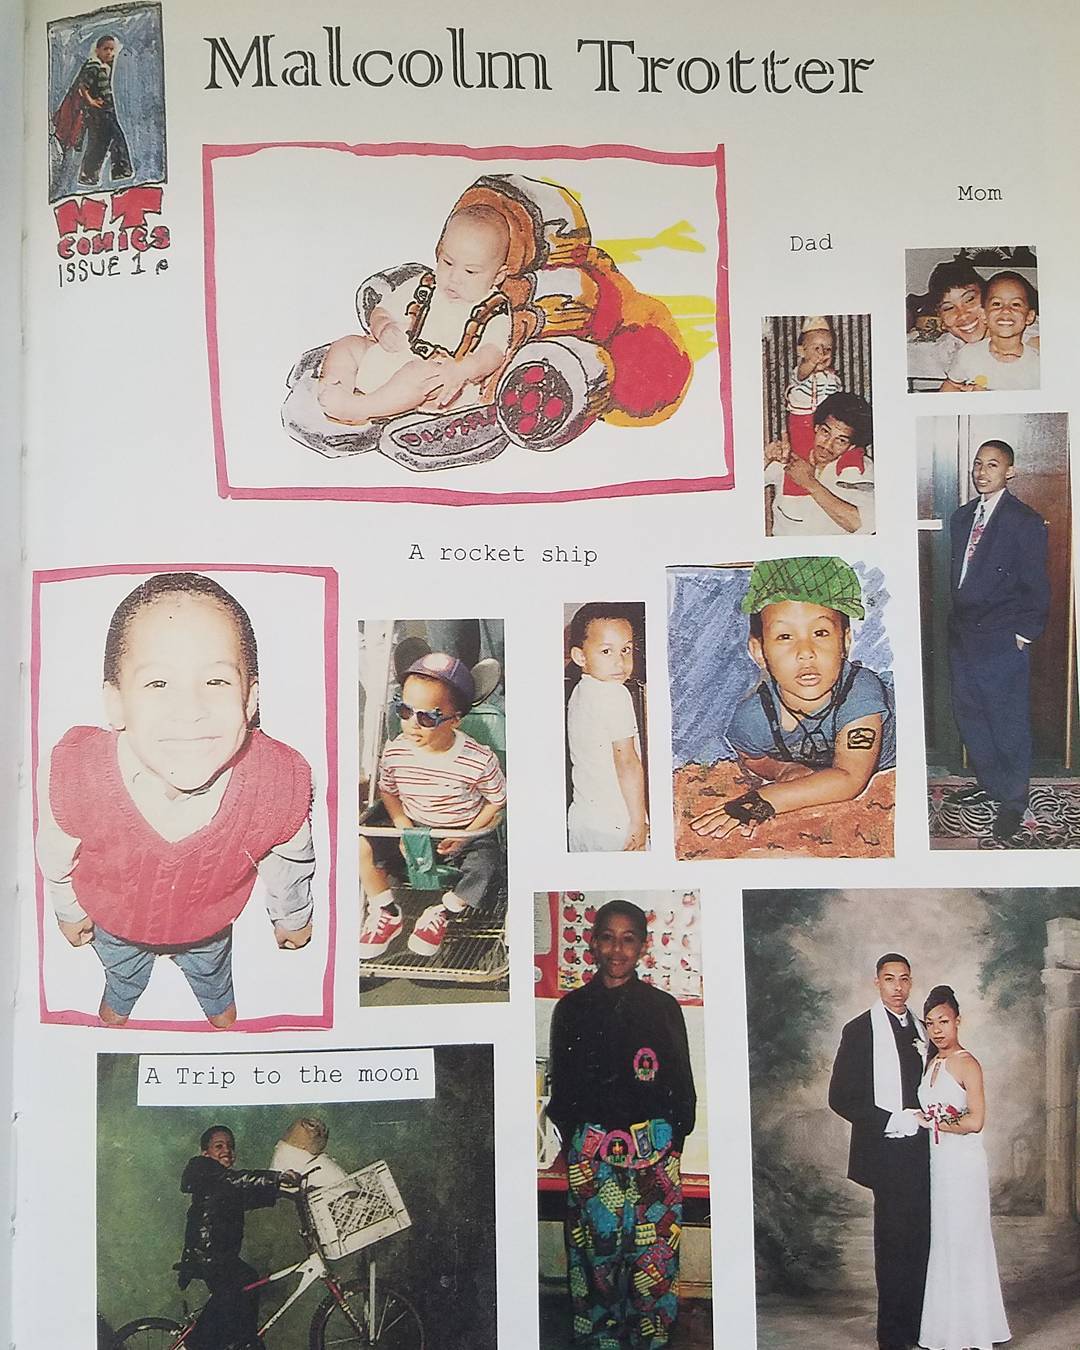 Malcolm Trotter
MT
COMICS
ISSUE 1
Mom
Dad
A rocket ship
A Trip to the moon